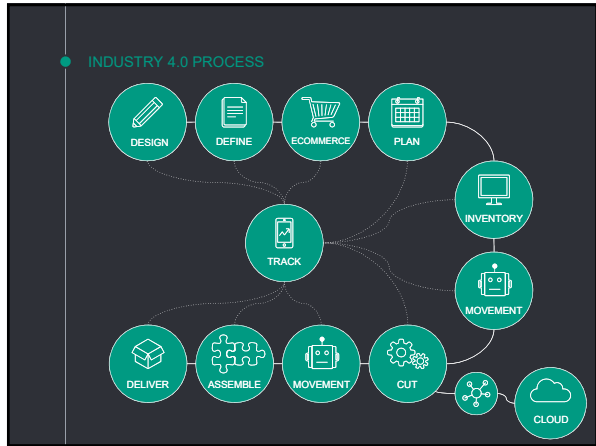 INDUSTRY 4.0 PROCESS
DESIGN
DEFINE
ECOMMERCE
PLAN
INVENTORY
TRACK
MOVEMENT
DELIVER
ASSEMBLE
MOVEMENT
CUT
CLOUD